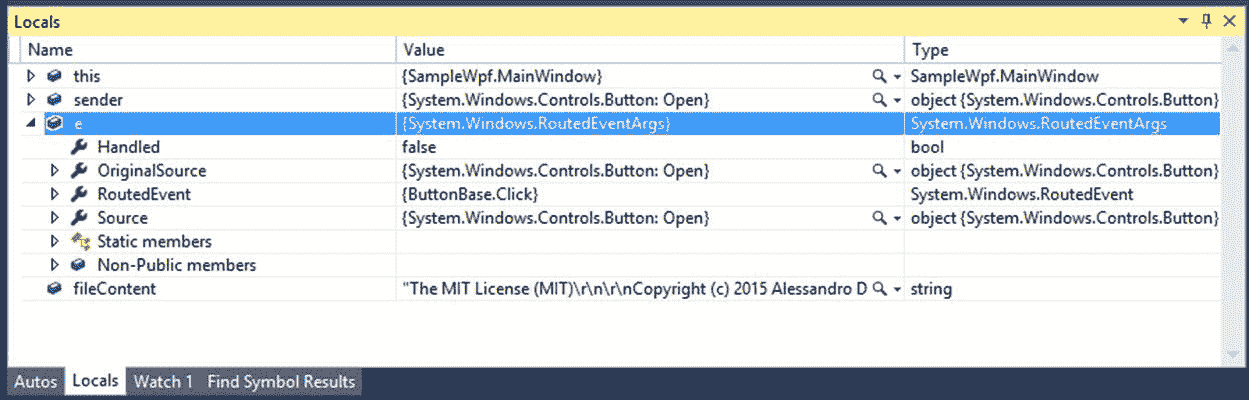 Locals
Name Value Type
this {SampleWpf.MainWindow} SampleWpf.MainWindow
sender {System.Windows.Controls.Button: Open} object {System.Windows.Controls.Button}
e {System.Windows.RoutedEventArgs} System.Windows.RoutedEventArgs
Handled false bool
OriginalSource {System.Windows.Controls.Button: Open} object {System.Windows.Controls.Button}
RoutedEvent {ButtonBase.Click} System.Windows.RoutedEvent
Source {System.Windows.Controls.Button: Open} object {System.Windows.Controls.Button}
Static members
Non-Public members
fileContent "The MIT License (MIT)\r\n\r\nCopyright (c) 2015 Alessandro D string
Autos Locals Watch 1 Find Symbol Results